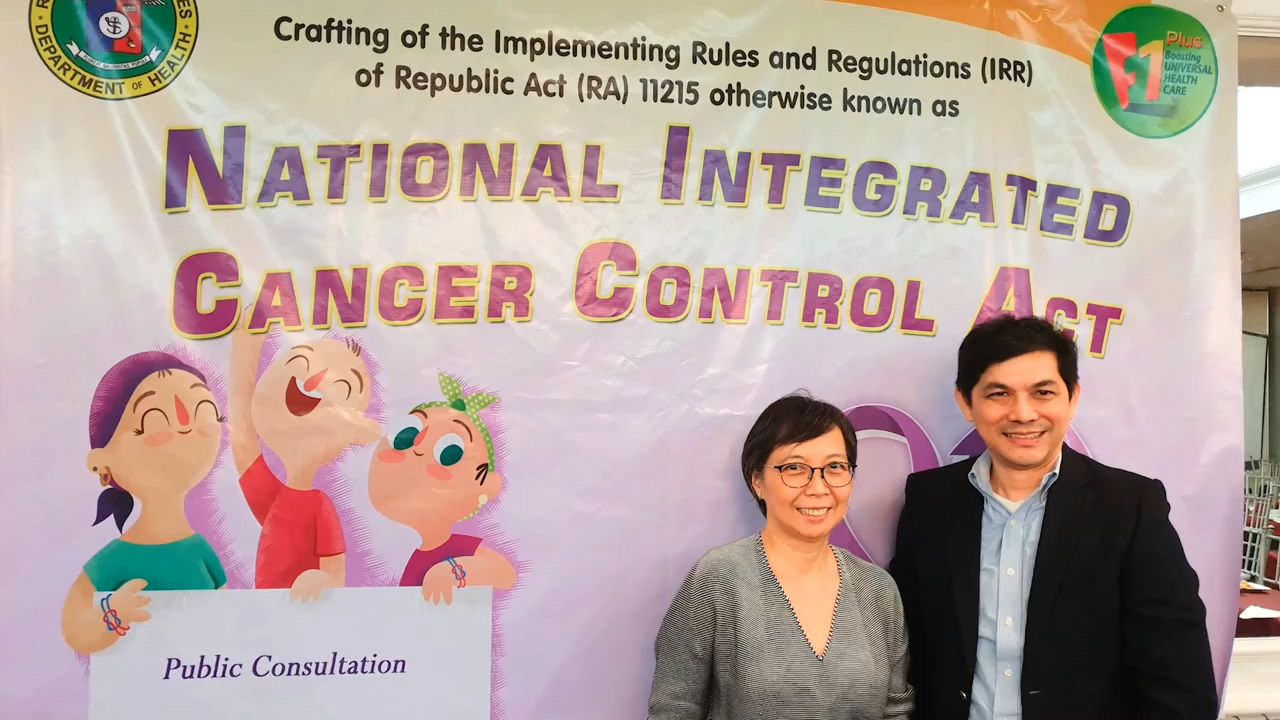 Crafting of the Implementing Rules and Regulations (IRR)
of Republic Act (RA) 11215 otherwise known as
NATIONAL INTEGRATED
CANCER CONTROL ACT
DEPARTMENT OF HEALTH
F1 Plus
Boosting
UNIVERSAL
HEALTH
CARE
Public Consultation